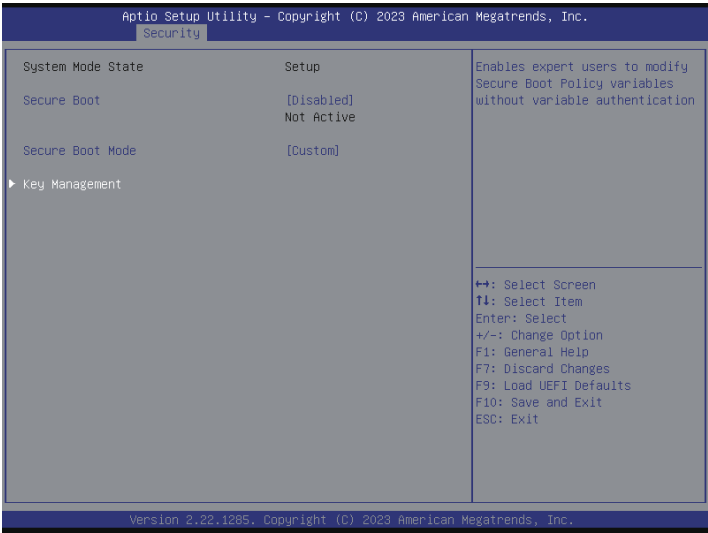 Aptio Setup Utility – Copyright (C) 2023 American Megatrends, Inc.
Security
System Mode State Setup
Secure Boot [Disabled]
Not Active
Secure Boot Mode [Custom]
Key Management
Enables expert users to modify
Secure Boot Policy variables
without variable authentication
↔: Select Screen
↑↓: Select Item
Enter: Select
+/-: Change Option
F1: General Help
F7: Discard Changes
F9: Load UEFI Defaults
F10: Save and Exit
ESC: Exit
Version 2.22.1285. Copyright (C) 2023 American Megatrends, Inc.